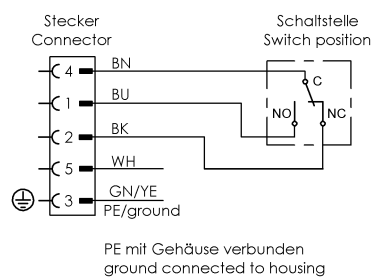 Stecker
Connector
Schaltstelle
Switch position
4
BN
C
1
BU
NO
NC
2
BK
5
WH
3
GN/YE
PE/ground
PE mit Gehäuse verbunden
ground connected to housing